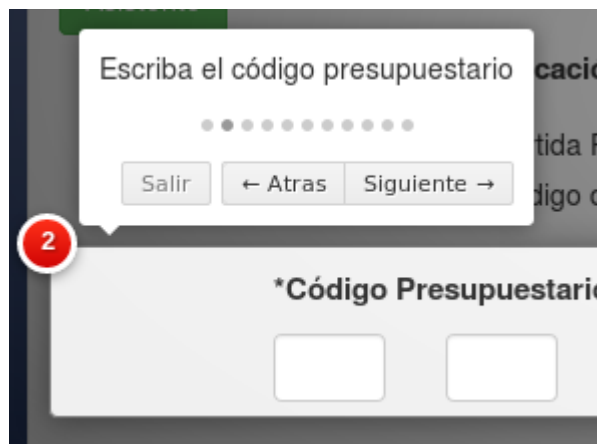 Escriba el código presupuestario
Salir
← Atras
Siguiente →
2
*Código Presupuestario